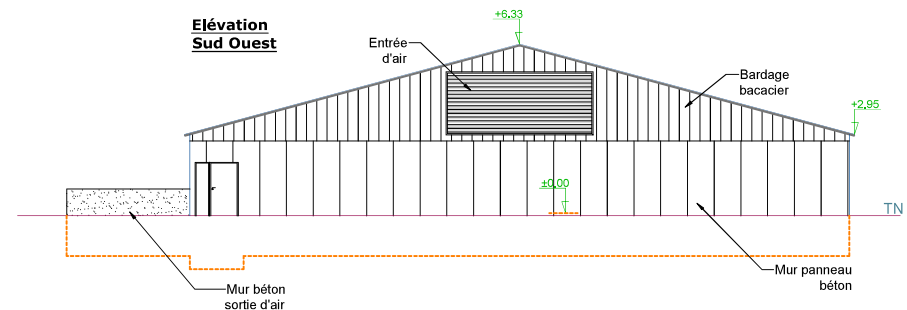 Elévation
Sud Ouest
+6.33
Entrée
d'air
Bardage
bacacier
+2,95
±0,00
TN
Mur panneau
béton
Mur béton
sortie d'air